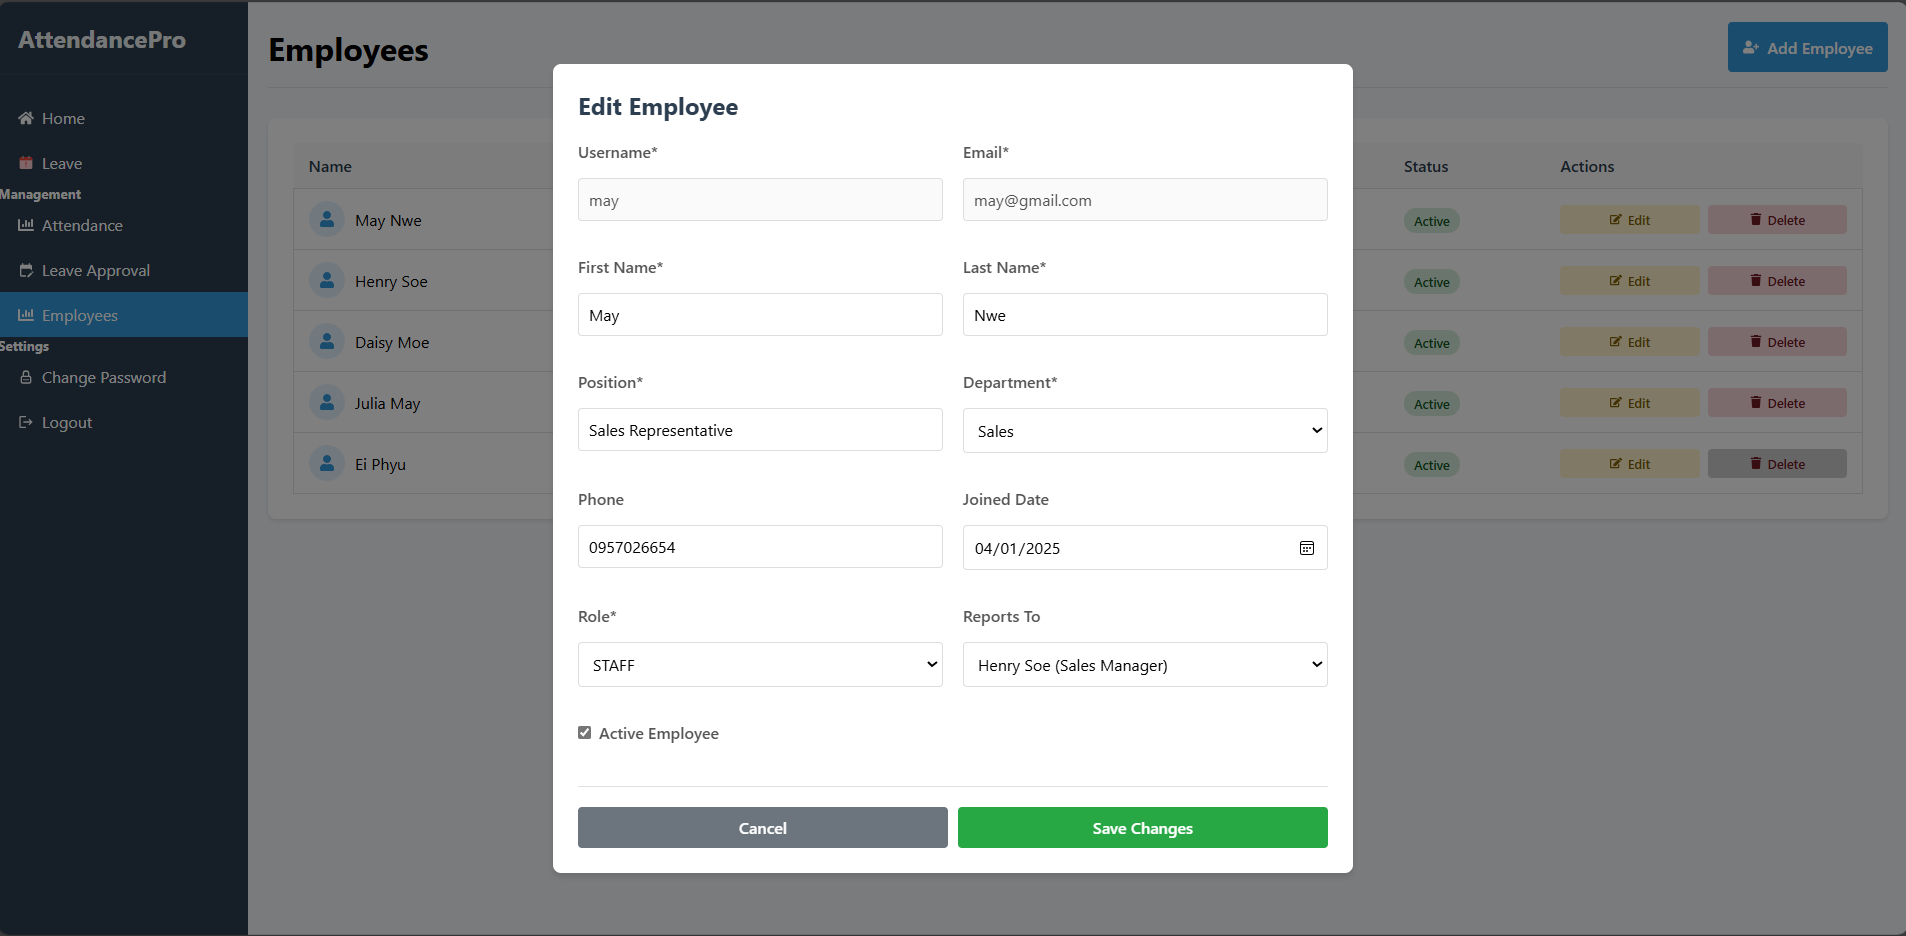 AttendancePro
Home
Leave
Management
Attendance
Leave Approval
Employees
Settings
Change Password
Logout
Employees
Add Employee
Name Status Actions
May Nwe Active Edit Delete
Henry Soe Active Edit Delete
Daisy Moe Active Edit Delete
Julia May Active Edit Delete
Ei Phyu Active Edit Delete
Edit Employee
Username* Email*
may may@gmail.com
First Name* Last Name*
May Nwe
Position* Department*
Sales Representative Sales
Phone Joined Date
0957026654 04/01/2025
Role* Reports To
STAFF Henry Soe (Sales Manager)
Active Employee
Cancel Save Changes